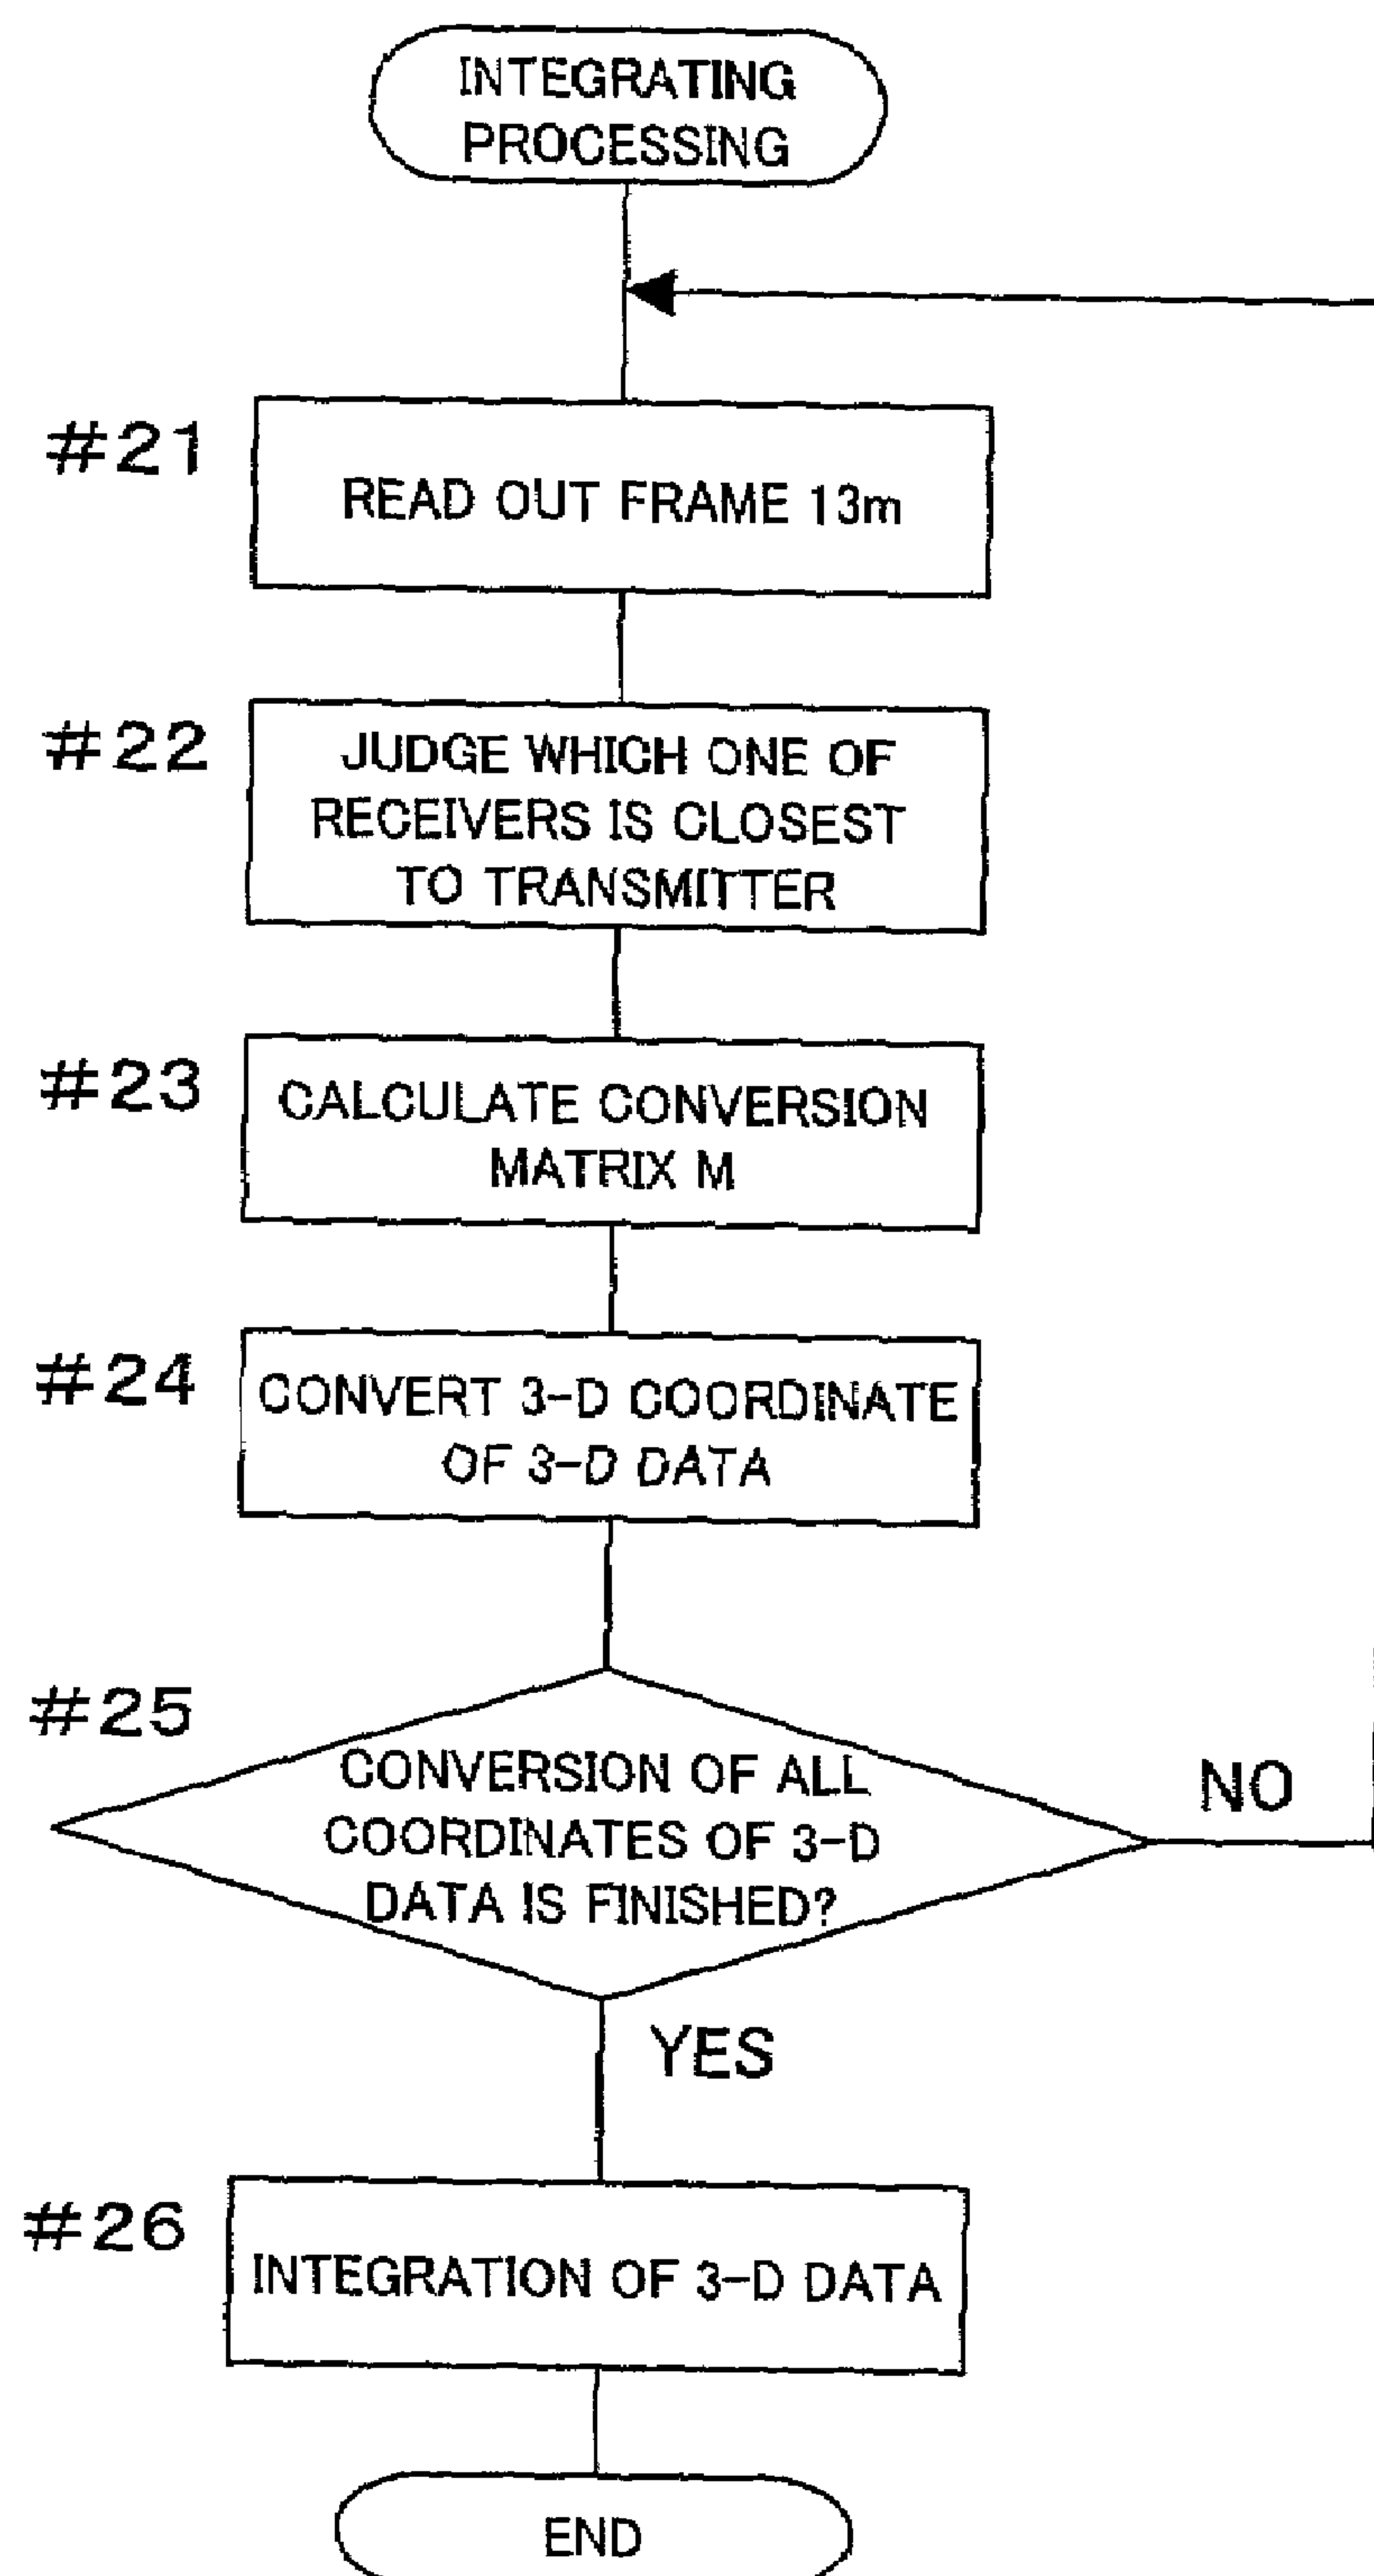 INTEGRATING
PROCESSING
#21
READ OUT FRAME 13m
#22
JUDGE WHICH ONE OF
RECEIVERS IS CLOSEST
TO TRANSMITTER
#23
CALCULATE CONVERSION
MATRIX M
#24
CONVERT 3-D COORDINATE
OF 3-D DATA
#25
CONVERSION OF ALL
COORDINATES OF 3-D
DATA IS FINISHED?
NO
YES
#26
INTEGRATION OF 3-D DATA
END